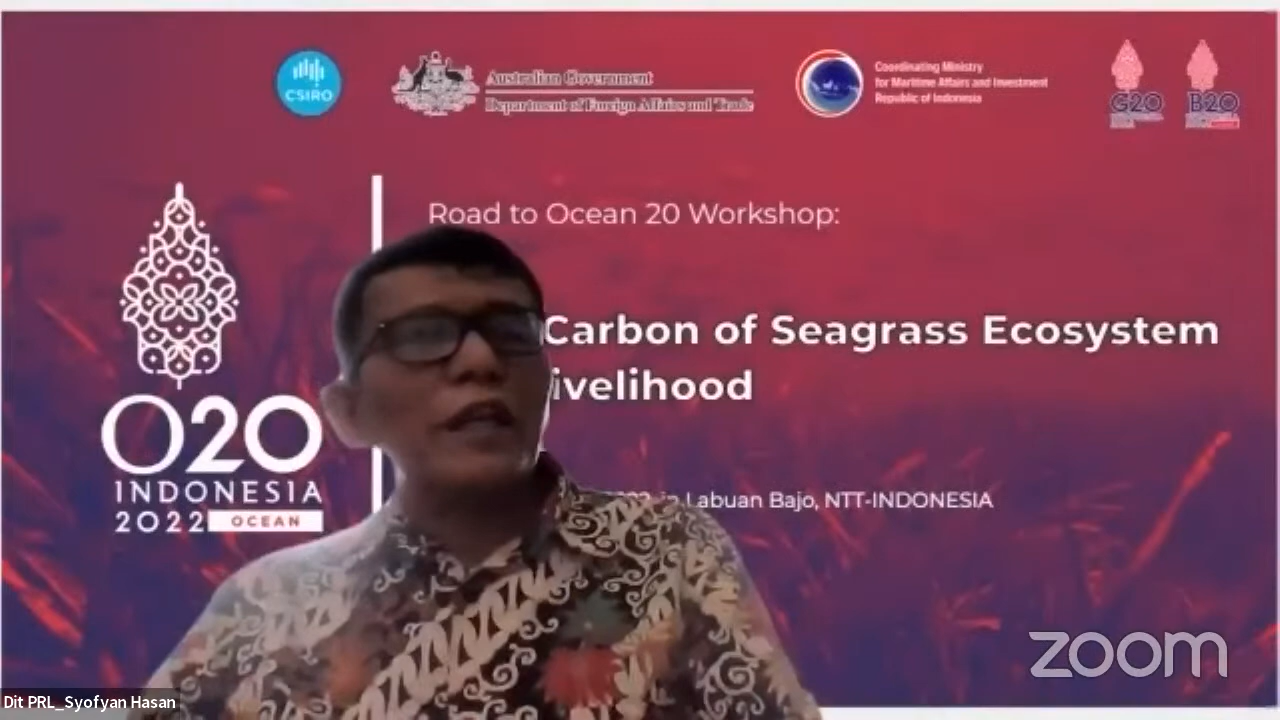 CSIRO
Australian Government
Department of Foreign Affairs and Trade
Coordinating Ministry
for Maritime Affairs and Investment
Republic of Indonesia
G20
B20
Road to Ocean 20 Workshop:
Carbon of Seagrass Ecosystem
ivelihood
in Labuan Bajo, NTT-INDONESIA
O20
INDONESIA
2022 OCEAN
zoom
Dit PRL_Syofyan Hasan